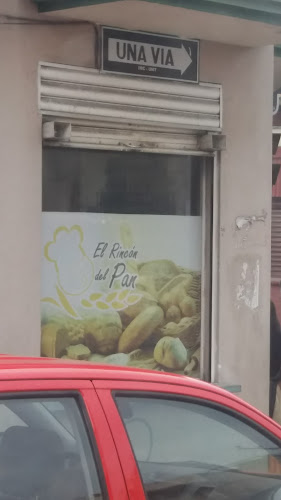 UNA VIA
El Rincón
del Pan